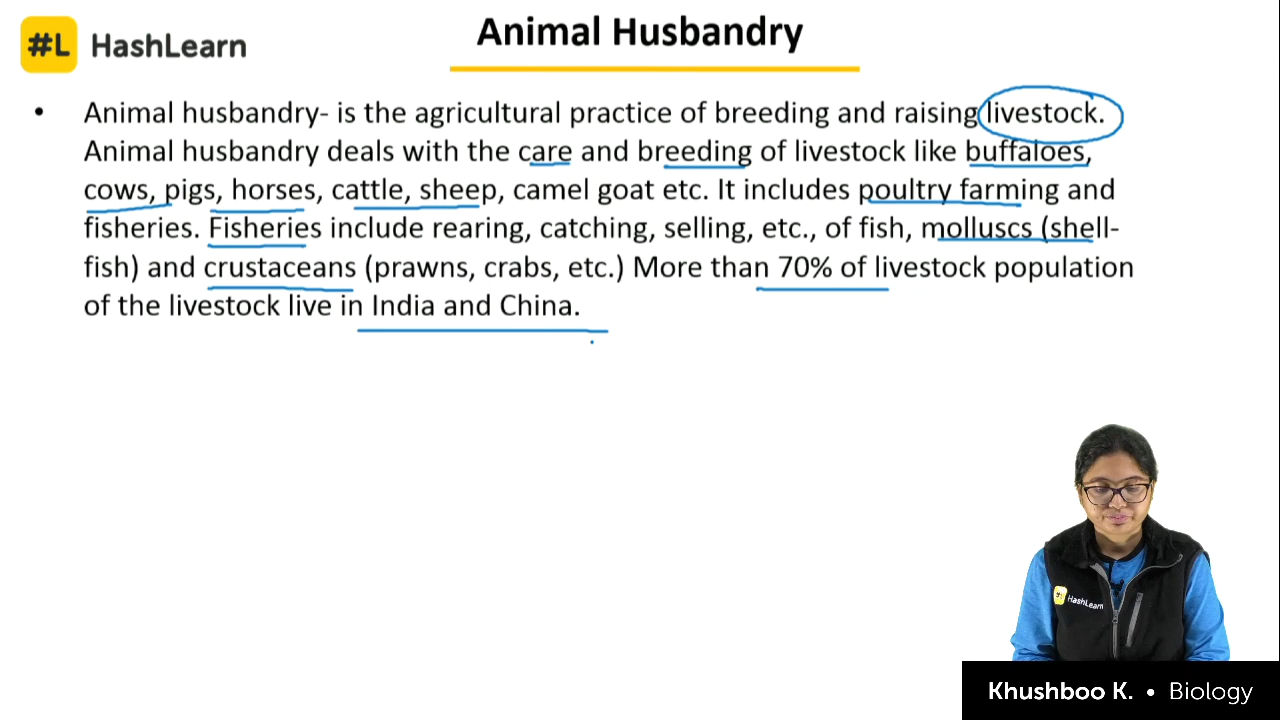 #L HashLearn
Animal Husbandry
• Animal husbandry- is the agricultural practice of breeding and raising livestock.
Animal husbandry deals with the care and breeding of livestock like buffaloes,
cows, pigs, horses, cattle, sheep, camel goat etc. It includes poultry farming and
fisheries. Fisheries include rearing, catching, selling, etc., of fish, molluscs (shell-
fish) and crustaceans (prawns, crabs, etc.) More than 70% of livestock population
of the livestock live in India and China.
#L HashLearn
Khushboo K. • Biology